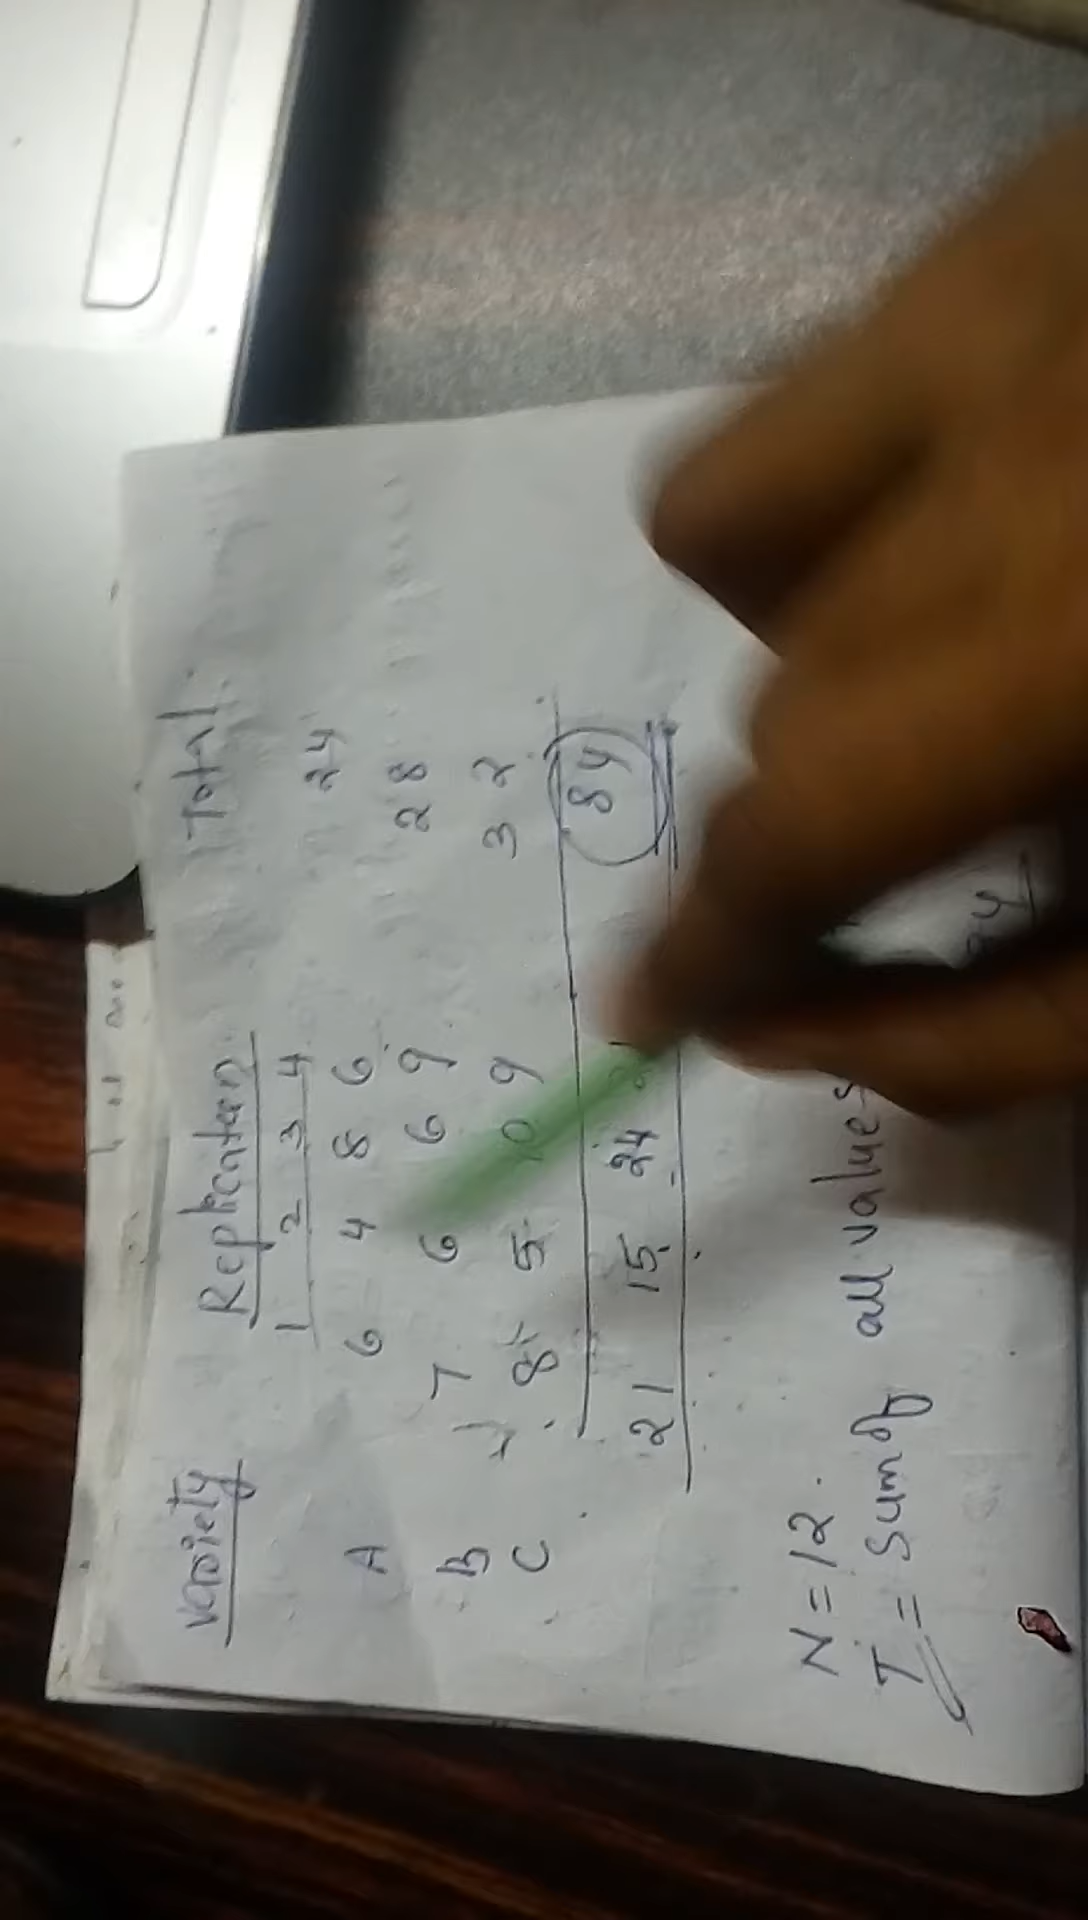 Variety Replication Total
1 2 3 4
A 6 4 8 6 24
B 7 6 6 9 28
C 8 5 10 9 32
21 15 24 84
N = 12
T = Sum of all values